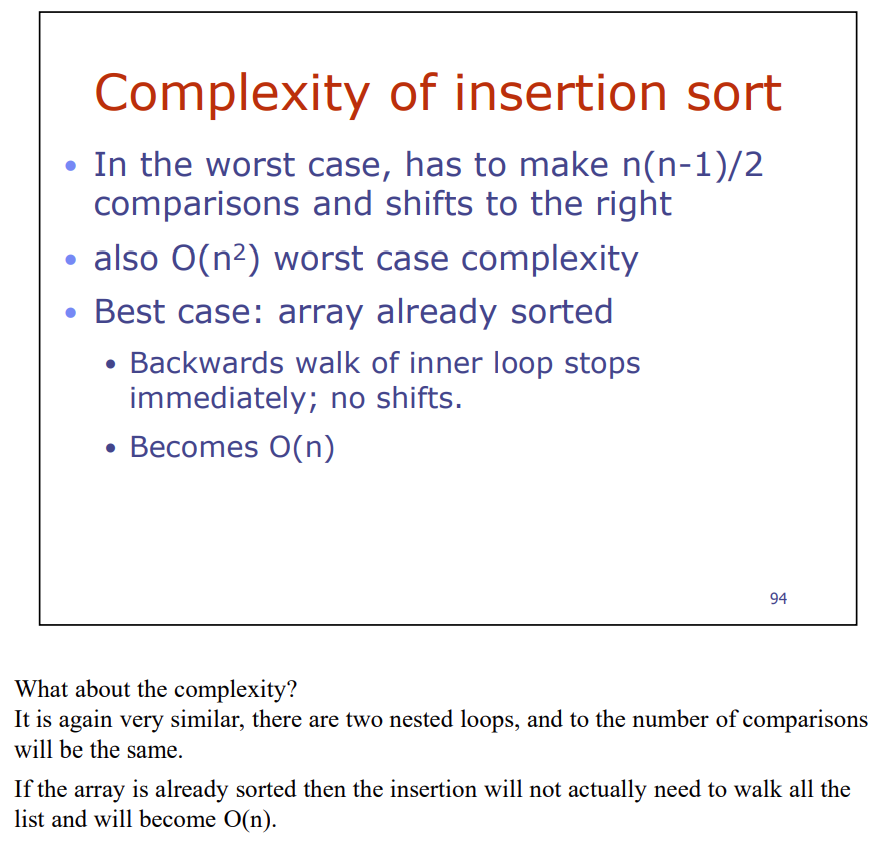 Complexity of insertion sort
• In the worst case, has to make n(n-1)/2
comparisons and shifts to the right
• also O(n²) worst case complexity
• Best case: array already sorted
• Backwards walk of inner loop stops
immediately; no shifts.
• Becomes O(n)
94
What about the complexity?
It is again very similar, there are two nested loops, and to the number of comparisons
will be the same.
If the array is already sorted then the insertion will not actually need to walk all the
list and will become O(n).